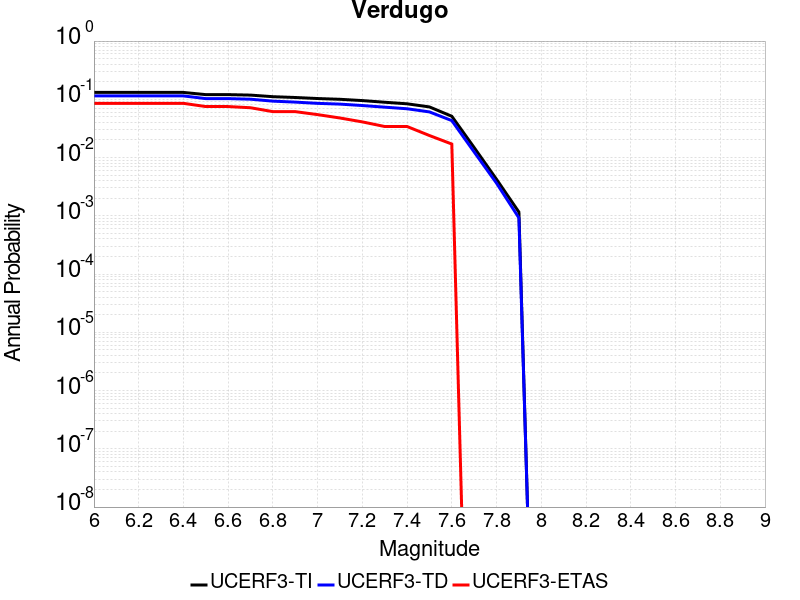 Verdugo
10^0
10^-1
10^-2
10^-3
10^-4
10^-5
10^-6
10^-7
10^-8
Annual Probability
6 6.2 6.4 6.6 6.8 7 7.2 7.4 7.6 7.8 8 8.2 8.4 8.6 8.8 9
Magnitude
UCERF3-TI UCERF3-TD UCERF3-ETAS